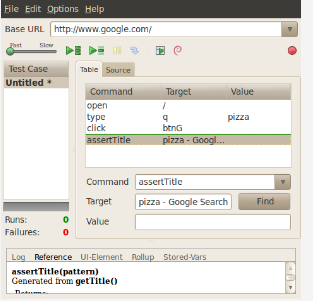 File Edit Options Help
Base URL http://www.google.com/
Fast Slow
Test Case
Untitled *
Runs: 0
Failures: 0
Table Source
Command Target Value
open /
type q pizza
click btnG
assertTitle pizza - Googl...
Command assertTitle
Target pizza - Google Search Find
Value
Log Reference UI-Element Rollup Stored-Vars
assertTitle(pattern)
Generated from getTitle()
Returns: